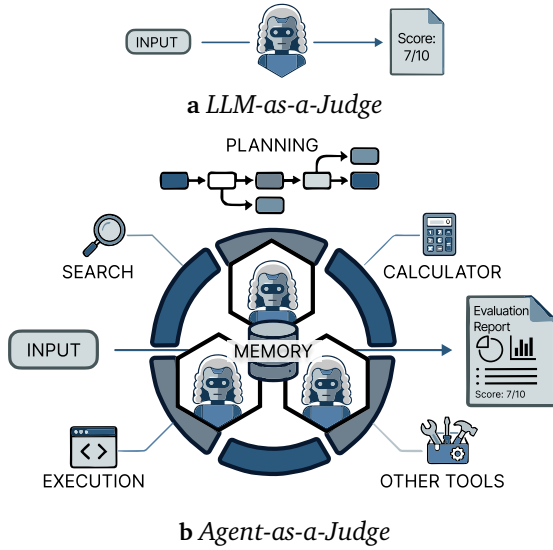 INPUT
Score:
7/10
a LLM-as-a-Judge
PLANNING
SEARCH
CALCULATOR
INPUT
MEMORY
Evaluation
Report
Score: 7/10
EXECUTION
OTHER TOOLS
b Agent-as-a-Judge